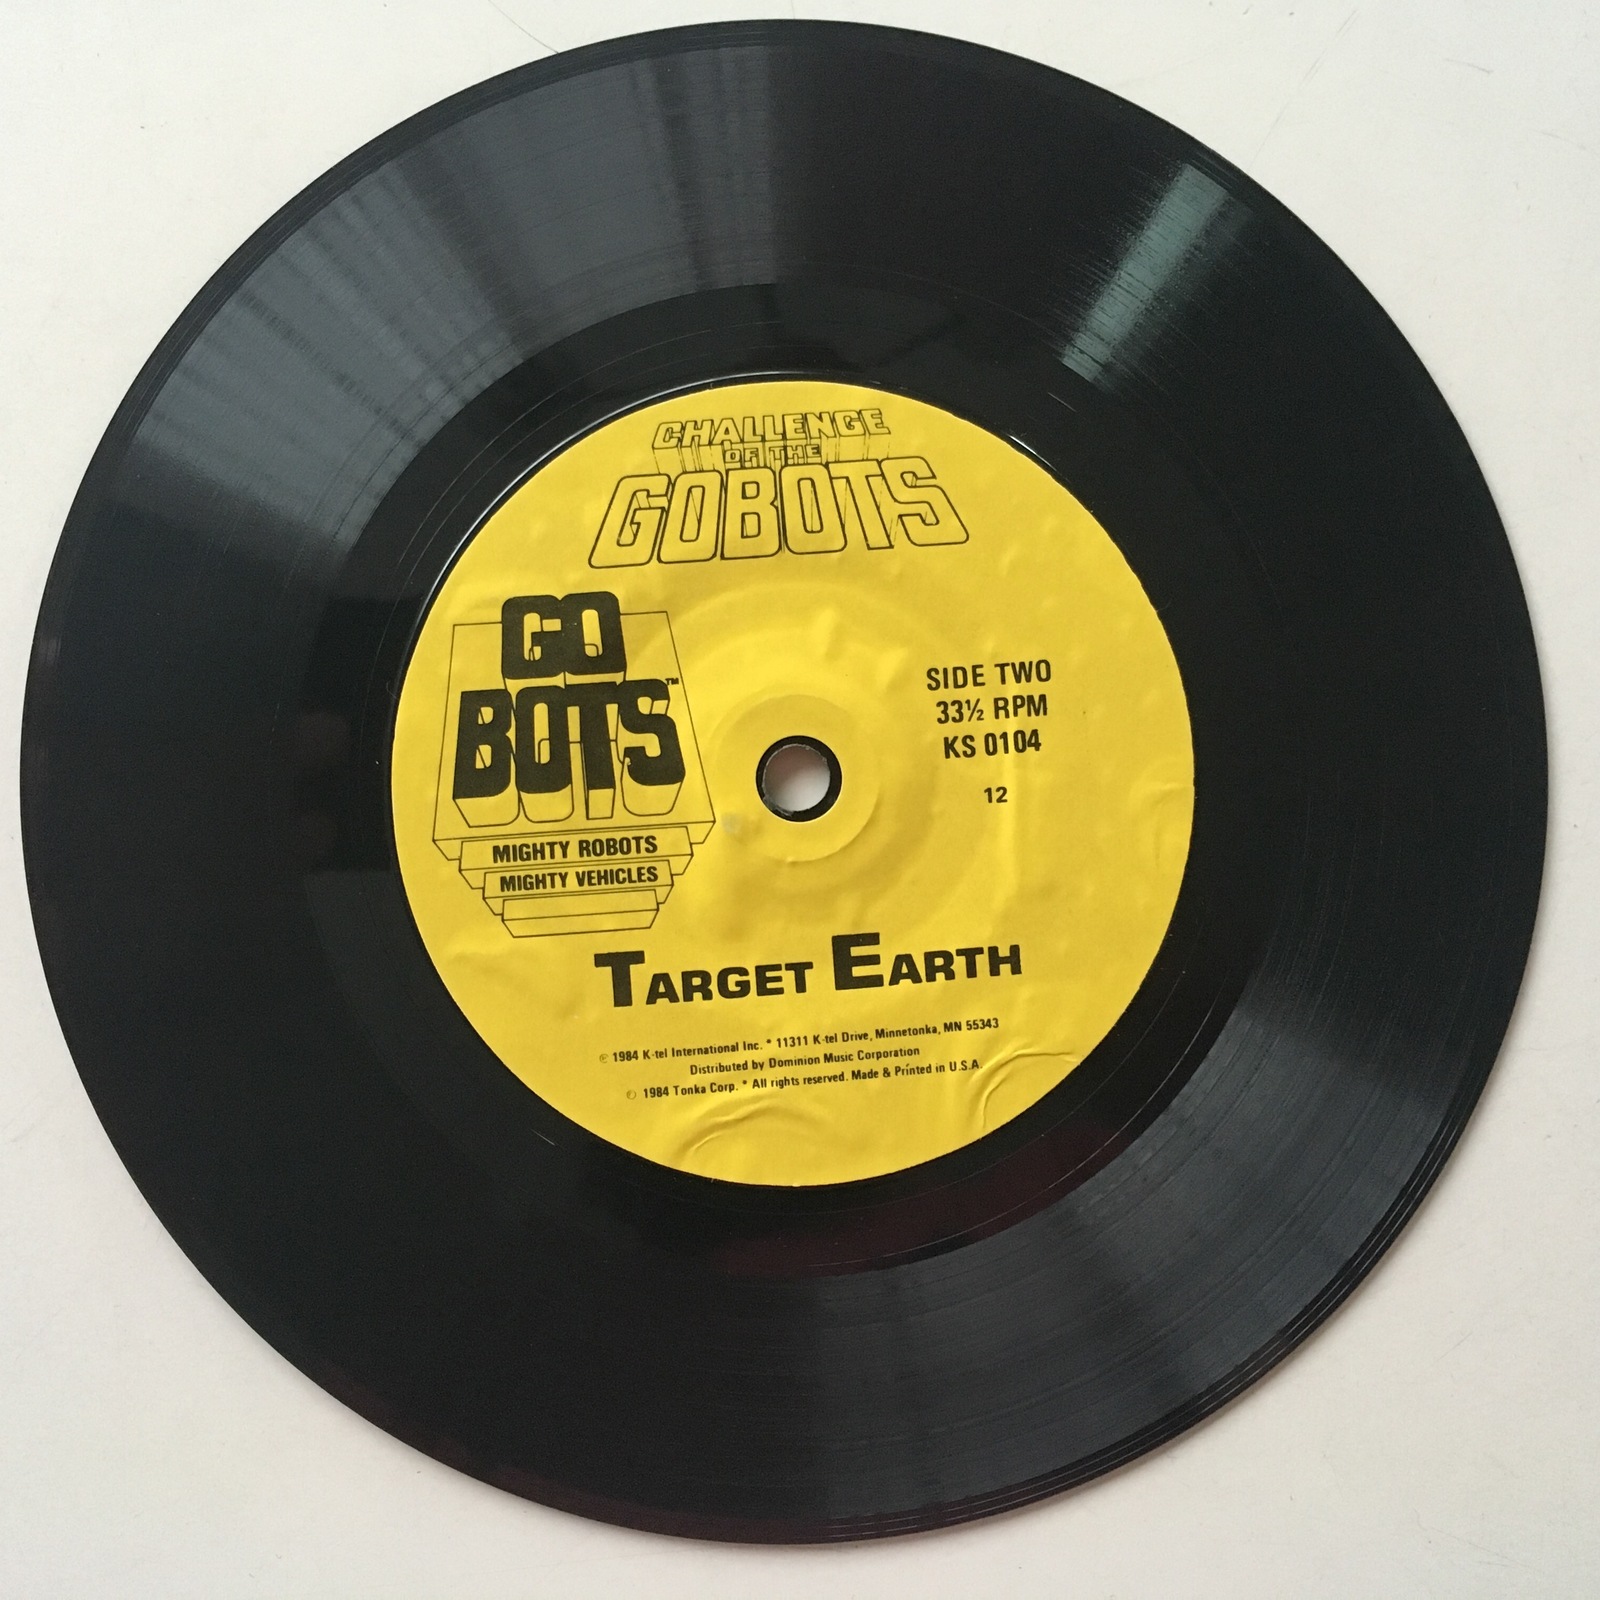 CHALLENGE
OF THE
GOBOTS
GO
BOTS™
MIGHTY ROBOTS
MIGHTY VEHICLES
SIDE TWO
33½ RPM
KS 0104
12
TARGET EARTH
℗ 1984 K-tel International Inc. * 11311 K-tel Drive, Minnetonka, MN 55343
Distributed by Dominion Music Corporation
© 1984 Tonka Corp. * All rights reserved. Made & Printed in U.S.A.